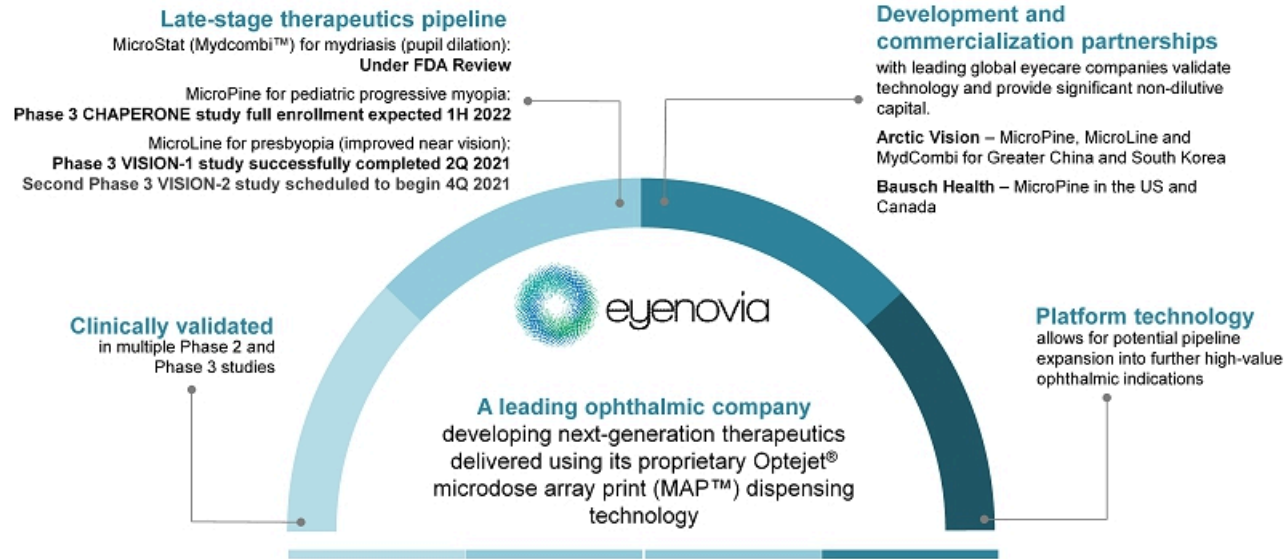 Late-stage therapeutics pipeline
MicroStat (Mydcombi™) for mydriasis (pupil dilation):
Under FDA Review
MicroPine for pediatric progressive myopia:
Phase 3 CHAPERONE study full enrollment expected 1H 2022
MicroLine for presbyopia (improved near vision):
Phase 3 VISION-1 study successfully completed 2Q 2021
Second Phase 3 VISION-2 study scheduled to begin 4Q 2021
Development and
commercialization partnerships
with leading global eyecare companies validate
technology and provide significant non-dilutive
capital.
Arctic Vision – MicroPine, MicroLine and
MydCombi for Greater China and South Korea
Bausch Health – MicroPine in the US and
Canada
Clinically validated
in multiple Phase 2 and
Phase 3 studies
eyenovia
A leading ophthalmic company
developing next-generation therapeutics
delivered using its proprietary Optejet®
microdose array print (MAP™) dispensing
technology
Platform technology
allows for potential pipeline
expansion into further high-value
ophthalmic indications